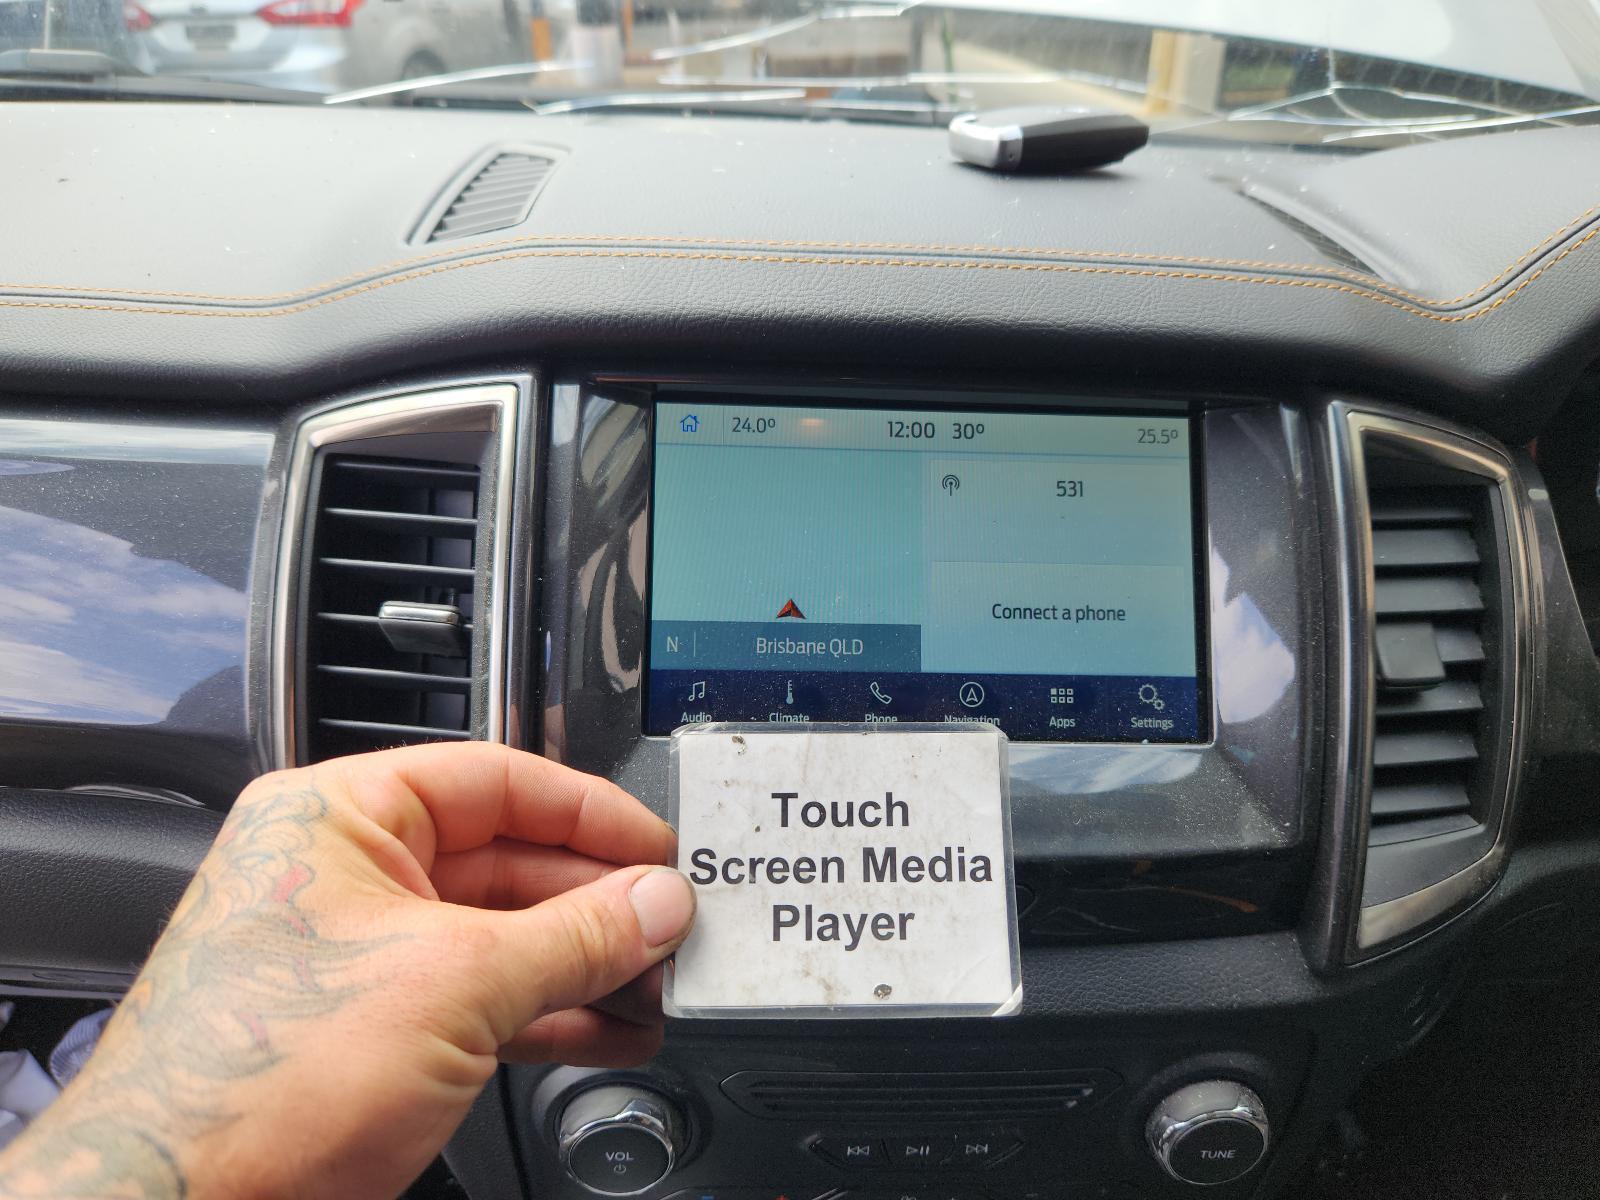 24.0° 12:00 30° 25.5°
531
Connect a phone
N Brisbane QLD
Audio Climate Phone Navigation Apps Settings
Touch
Screen Media
Player
VOL
TUNE